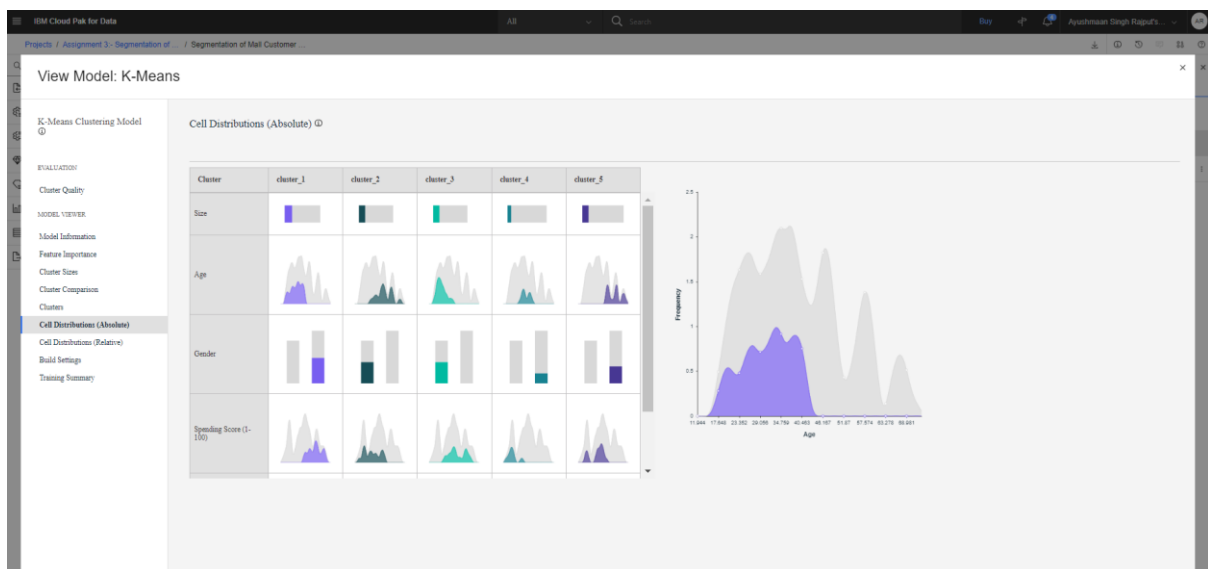 IBM Cloud Pak for Data
All
Search
Buy
Ayushmaan Singh Rajput's...
AR
Projects / Assignment 3:- Segmentation of ... / Segmentation of Mall Customer ...
View Model: K-Means
K-Means Clustering Model
EVALUATION
Cluster Quality
MODEL VIEWER
Model Information
Feature Importance
Cluster Sizes
Cluster Comparison
Clusters
Cell Distributions (Absolute)
Cell Distributions (Relative)
Build Settings
Training Summary
Cell Distributions (Absolute)
Cluster cluster_1 cluster_2 cluster_3 cluster_4 cluster_5
Size
Age
Gender
Spending Score (1-
100)
2.5
2
1.5
1
0.5
0
Frequency
11.944 17.648 23.352 29.056 34.759 40.463 46.167 51.87 57.574 63.278 68.981
Age